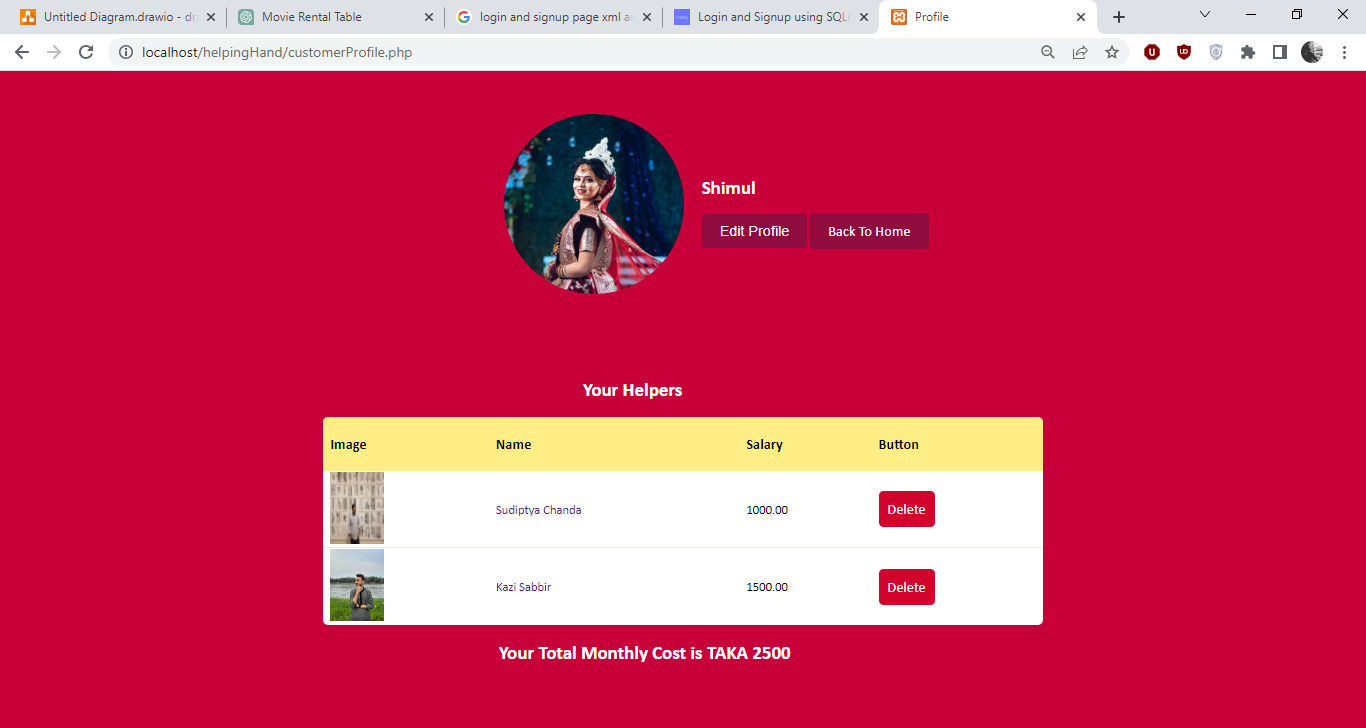 Untitled Diagram.drawio - dr
Movie Rental Table
login and signup page xml an
Login and Signup using SQLi
Profile
localhost/helpingHand/customerProfile.php
Shimul
Edit Profile Back To Home
Your Helpers
Image Name Salary Button
Sudiptya Chanda 1000.00 Delete
Kazi Sabbir 1500.00 Delete
Your Total Monthly Cost is TAKA 2500